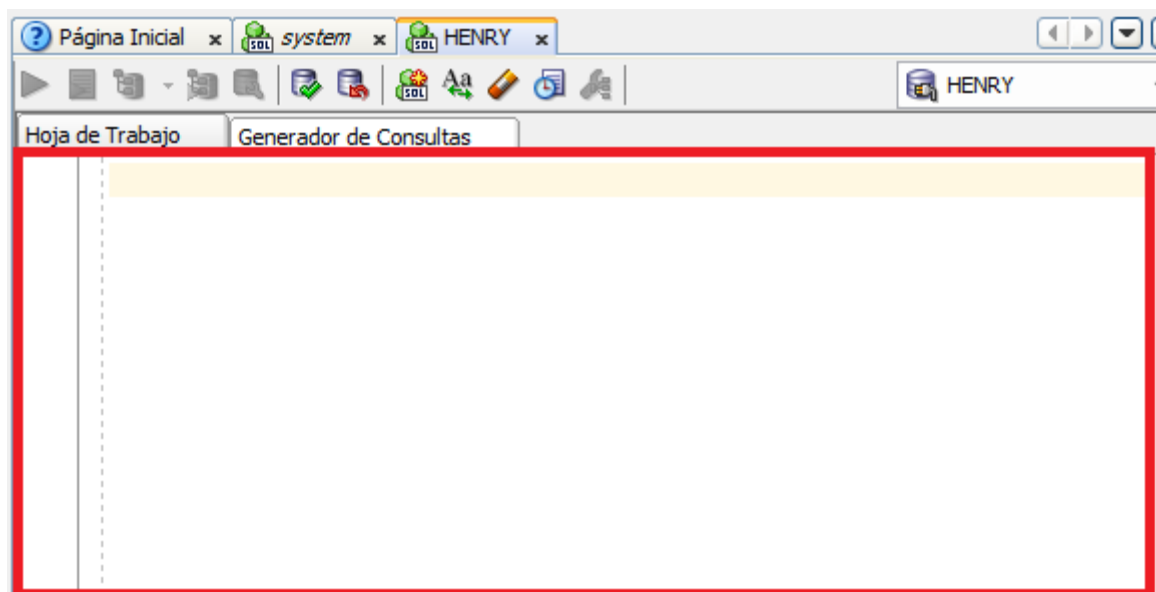 Página Inicial system HENRY
HENRY
Hoja de Trabajo Generador de Consultas